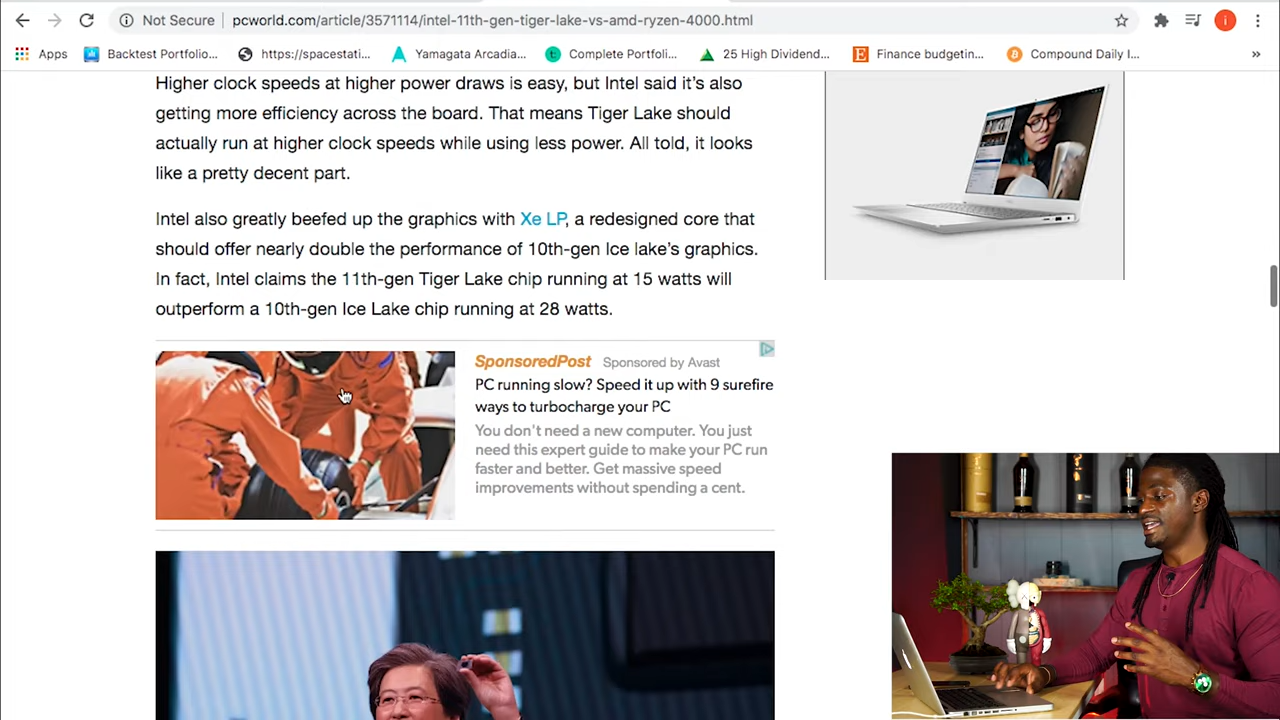 Not Secure | pcworld.com/article/3571114/intel-11th-gen-tiger-lake-vs-amd-ryzen-4000.html
i
Apps Backtest Portfolio... https://spacestati... Yamagata Arcadia... Complete Portfoli... 25 High Dividend... Finance budgetin... Compound Daily I... »
Higher clock speeds at higher power draws is easy, but Intel said it's also
getting more efficiency across the board. That means Tiger Lake should
actually run at higher clock speeds while using less power. All told, it looks
like a pretty decent part.
Intel also greatly beefed up the graphics with Xe LP, a redesigned core that
should offer nearly double the performance of 10th-gen Ice lake's graphics.
In fact, Intel claims the 11th-gen Tiger Lake chip running at 15 watts will
outperform a 10th-gen Ice Lake chip running at 28 watts.
SponsoredPost Sponsored by Avast
PC running slow? Speed it up with 9 surefire
ways to turbocharge your PC
You don't need a new computer. You just
need this expert guide to make your PC run
faster and better. Get massive speed
improvements without spending a cent.